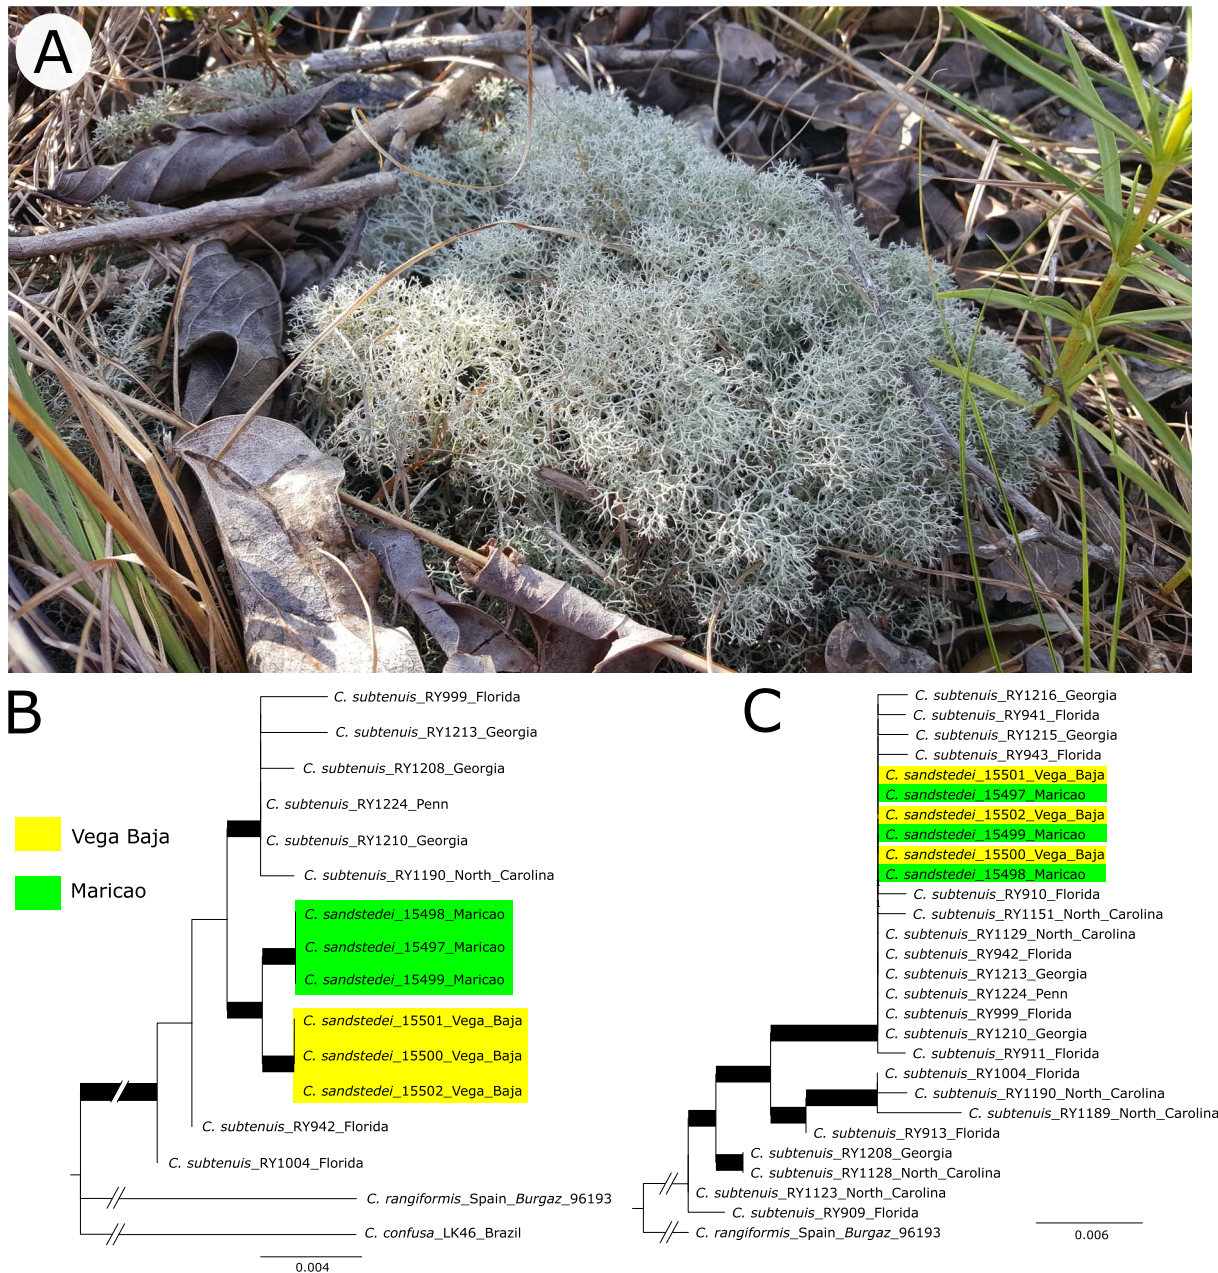 A
B
Vega Baja
Maricao
C. subtenuis_RY999_Florida
C. subtenuis_RY1213_Georgia
C. subtenuis_RY1208_Georgia
C. subtenuis_RY1224_Penn
C. subtenuis_RY1210_Georgia
C. subtenuis_RY1190_North_Carolina
C. sandstedei_15498_Maricao
C. sandstedei_15497_Maricao
C. sandstedei_15499_Maricao
C. sandstedei_15501_Vega_Baja
C. sandstedei_15500_Vega_Baja
C. sandstedei_15502_Vega_Baja
C. subtenuis_RY942_Florida
C. subtenuis_RY1004_Florida
C. rangiformis_Spain_Burgaz_96193
C. confusa_LK46_Brazil
0.004
C
C. subtenuis_RY1216_Georgia
C. subtenuis_RY941_Florida
C. subtenuis_RY1215_Georgia
C. subtenuis_RY943_Florida
C. sandstedei_15501_Vega_Baja
C. sandstedei_15497_Maricao
C. sandstedei_15502_Vega_Baja
C. sandstedei_15499_Maricao
C. sandstedei_15500_Vega_Baja
C. sandstedei_15498_Maricao
C. subtenuis_RY910_Florida
C. subtenuis_RY1151_North_Carolina
C. subtenuis_RY1129_North_Carolina
C. subtenuis_RY942_Florida
C. subtenuis_RY1213_Georgia
C. subtenuis_RY1224_Penn
C. subtenuis_RY999_Florida
C. subtenuis_RY1210_Georgia
C. subtenuis_RY911_Florida
C. subtenuis_RY1004_Florida
C. subtenuis_RY1190_North_Carolina
C. subtenuis_RY1189_North_Carolina
C. subtenuis_RY913_Florida
C. subtenuis_RY1208_Georgia
C. subtenuis_RY1128_North_Carolina
C. subtenuis_RY1123_North_Carolina
C. subtenuis_RY909_Florida
C. rangiformis_Spain_Burgaz_96193
0.006